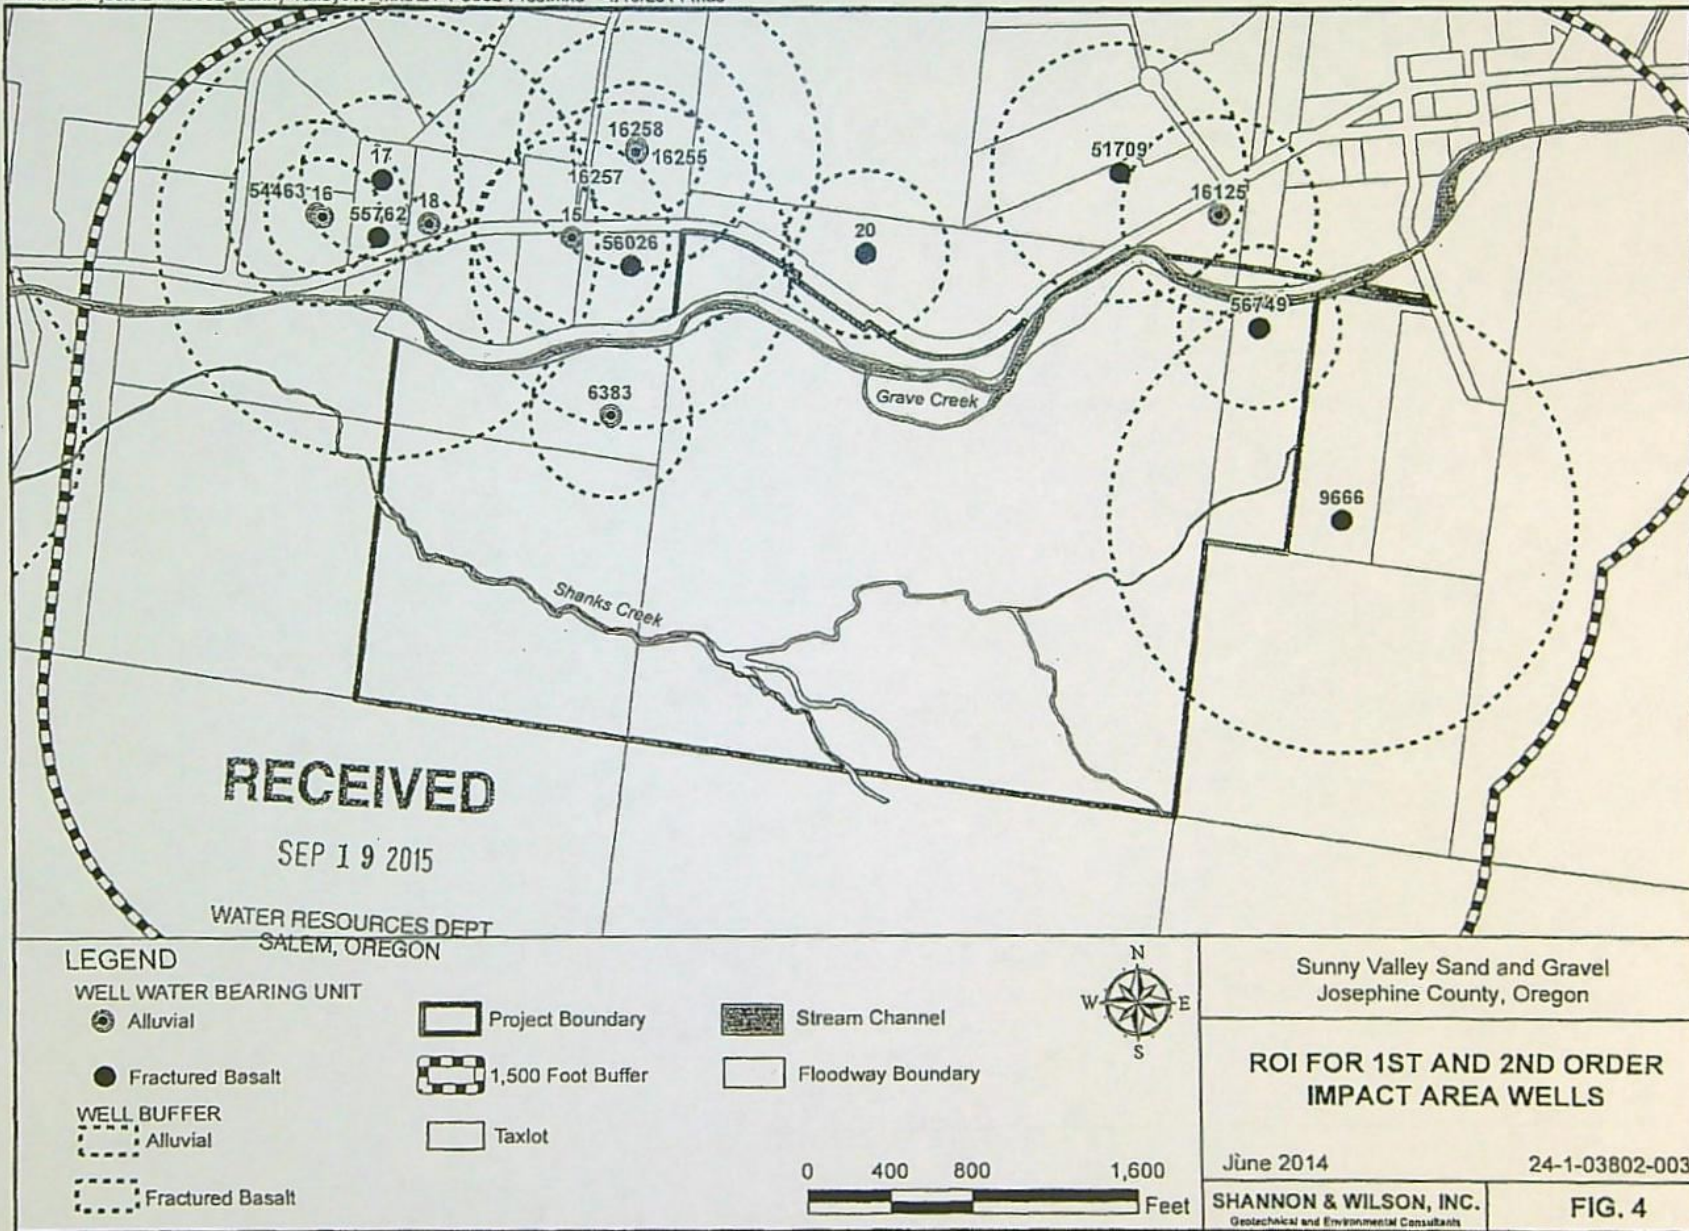 51709
16258
16255
17
16257
54463
16
16125
55762
18
15
20
56026
56749
6383
Grave Creek
9666
Shanks Creek
RECEIVED
SEP 19 2015
WATER RESOURCES DEPT
SALEM, OREGON
LEGEND
WELL WATER BEARING UNIT
Alluvial
Fractured Basalt
WELL BUFFER
Alluvial
Fractured Basalt
Project Boundary
1,500 Foot Buffer
Taxlot
Stream Channel
Floodway Boundary
N
W E
S
0 400 800 1,600
Feet
Sunny Valley Sand and Gravel
Josephine County, Oregon
ROI FOR 1ST AND 2ND ORDER
IMPACT AREA WELLS
June 2014 24-1-03802-003
SHANNON & WILSON, INC.
Geotechnical and Environmental Consultants
FIG. 4